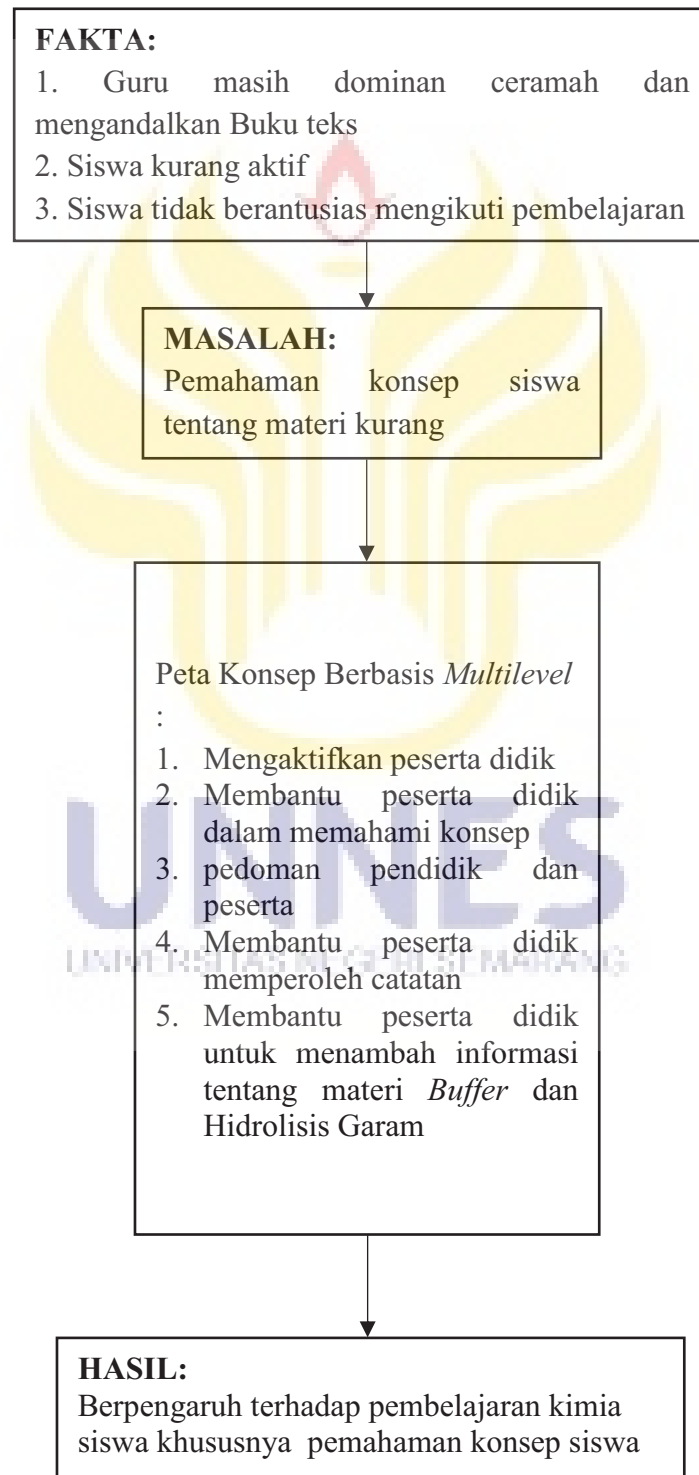 FAKTA:
1. Guru masih dominan ceramah dan
mengandalkan Buku teks
2. Siswa kurang aktif
3. Siswa tidak berantusias mengikuti pembelajaran
MASALAH:
Pemahaman konsep siswa
tentang materi kurang
Peta Konsep Berbasis Multilevel
:
1. Mengaktifkan peserta didik
2. Membantu peserta didik
dalam memahami konsep
3. pedoman pendidik dan
peserta
4. Membantu peserta didik
memperoleh catatan
5. Membantu peserta didik
untuk menambah informasi
tentang materi Buffer dan
Hidrolisis Garam
UNNES
UNIVERSITAS NEGERI SEMARANG
HASIL:
Berpengaruh terhadap pembelajaran kimia
siswa khususnya pemahaman konsep siswa